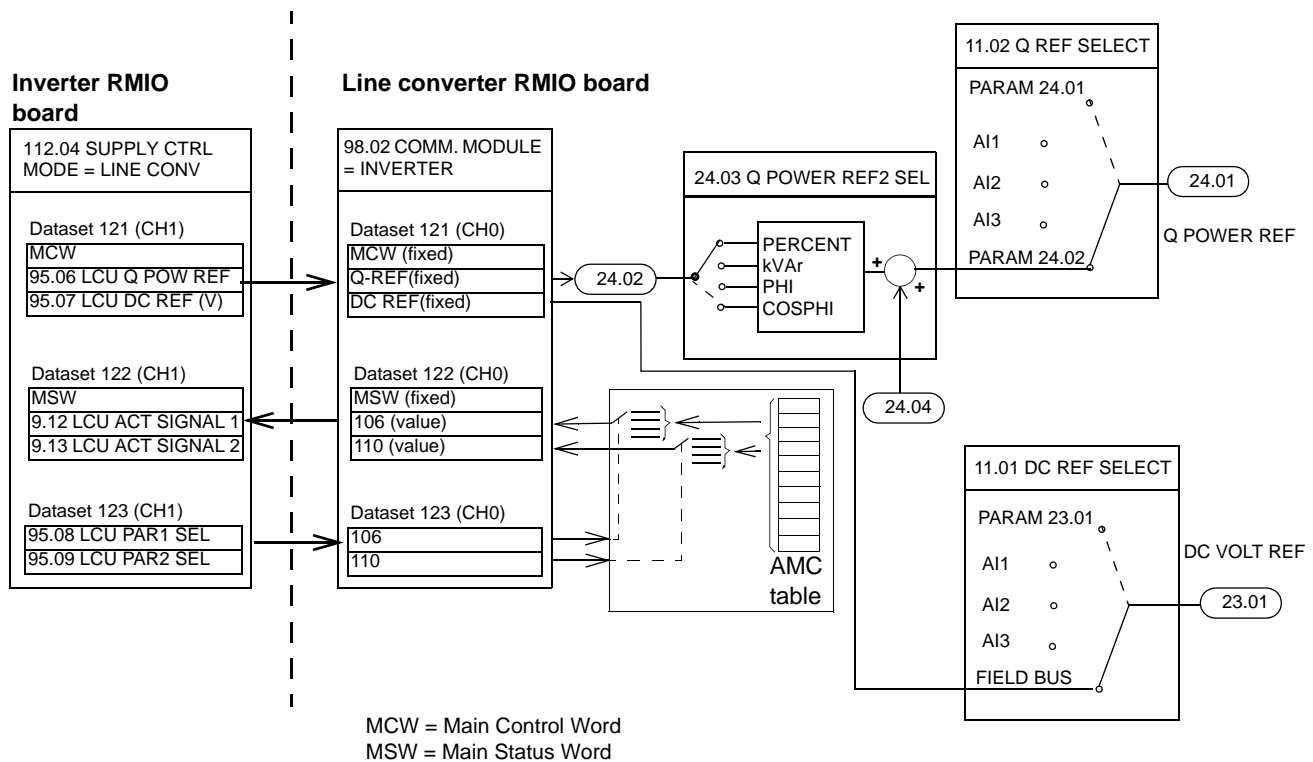 Inverter RMIO
board
112.04 SUPPLY CTRL
MODE = LINE CONV
Dataset 121 (CH1)
MCW
95.06 LCU Q POW REF
95.07 LCU DC REF (V)
Dataset 122 (CH1)
MSW
9.12 LCU ACT SIGNAL 1
9.13 LCU ACT SIGNAL 2
Dataset 123 (CH1)
95.08 LCU PAR1 SEL
95.09 LCU PAR2 SEL
Line converter RMIO board
98.02 COMM. MODULE
= INVERTER
Dataset 121 (CH0)
MCW (fixed)
Q-REF(fixed)
DC REF(fixed)
Dataset 122 (CH0)
MSW (fixed)
106 (value)
110 (value)
Dataset 123 (CH0)
106
110
24.02
24.03 Q POWER REF2 SEL
PERCENT
kVAr
PHI
COSPHI
+
+
24.04
AMC
table
11.02 Q REF SELECT
PARAM 24.01
AI1
AI2
AI3
PARAM 24.02
24.01
Q POWER REF
11.01 DC REF SELECT
PARAM 23.01
AI1
AI2
AI3
FIELD BUS
DC VOLT REF
23.01
MCW = Main Control Word
MSW = Main Status Word